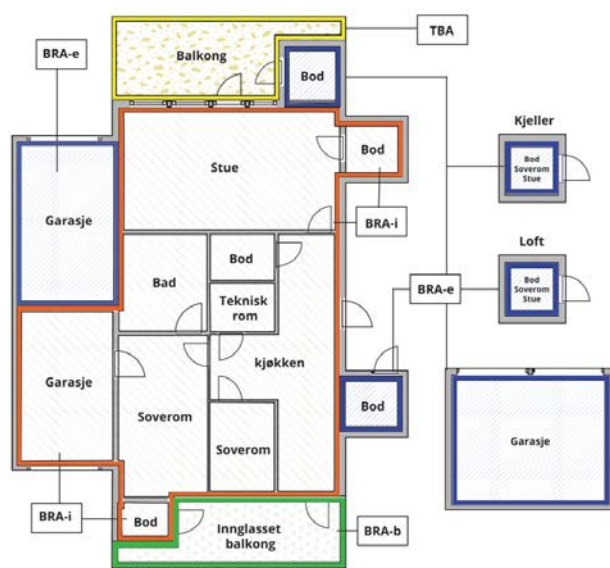 Balkong
TBA
BRA-e
Bod
Kjeller
Bod
Soverom
Stue
Stue
Bod
Garasje
BRA-i
Loft
Bod
Bad
Teknisk
rom
BRA-e
Bod
Soverom
Stue
Garasje
kjøkken
Bod
Soverom
Soverom
Garasje
BRA-i
Bod
Innglasset
balkong
BRA-b